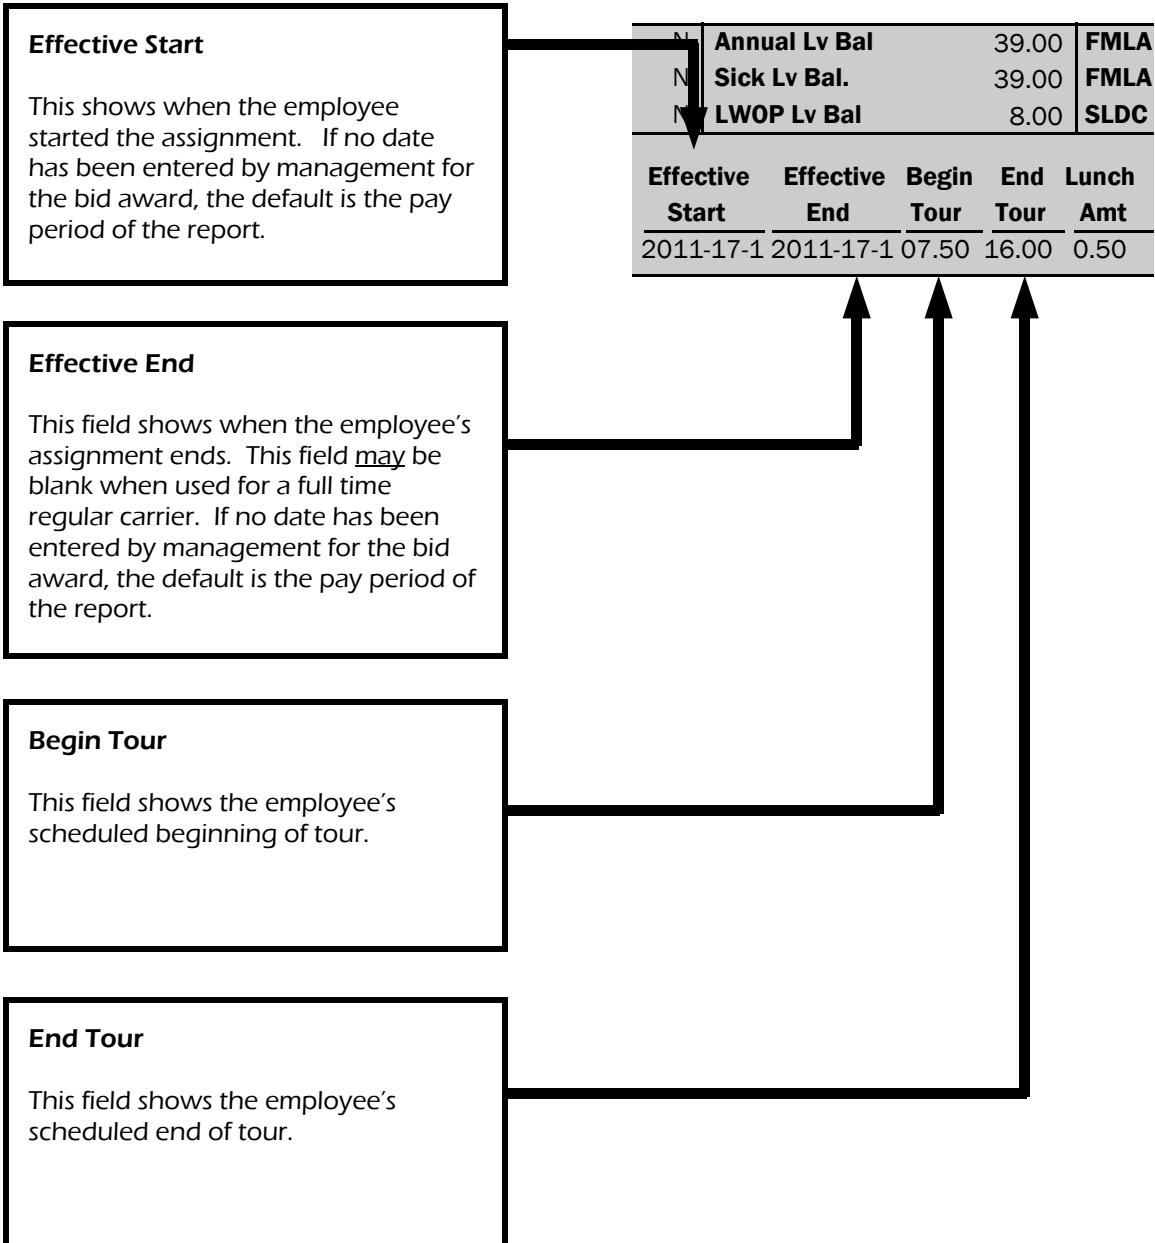 Effective Start
This shows when the employee
started the assignment. If no date
has been entered by management for
the bid award, the default is the pay
period of the report.
Effective End
This field shows when the employee's
assignment ends. This field may be
blank when used for a full time
regular carrier. If no date has been
entered by management for the bid
award, the default is the pay period of
the report.
Begin Tour
This field shows the employee's
scheduled beginning of tour.
End Tour
This field shows the employee's
scheduled end of tour.
N Annual Lv Bal 39.00 FMLA
N Sick Lv Bal. 39.00 FMLA
N LWOP Lv Bal 8.00 SLDC
Effective Effective Begin End Lunch
Start End Tour Tour Amt
2011-17-1 2011-17-1 07.50 16.00 0.50